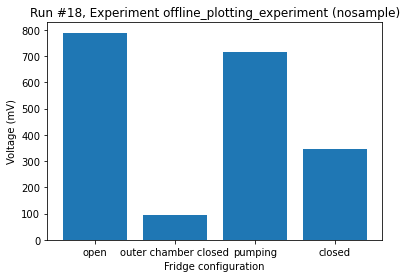 Run #18, Experiment offline_plotting_experiment (nosample)
800
700
600
500
400
300
200
100
0
Voltage (mV)
open outer chamber closed pumping closed
Fridge configuration